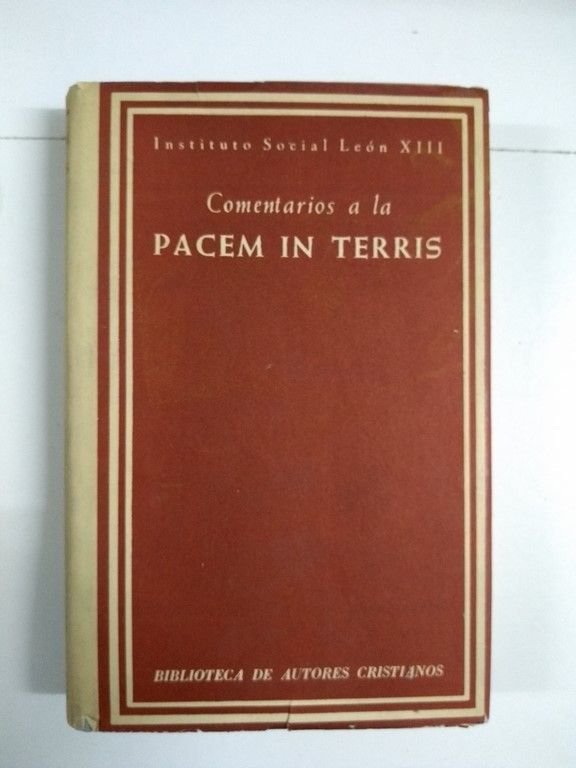 Instituto Social León XIII
Comentarios a la
PACEM IN TERRIS
BIBLIOTECA DE AUTORES CRISTIANOS